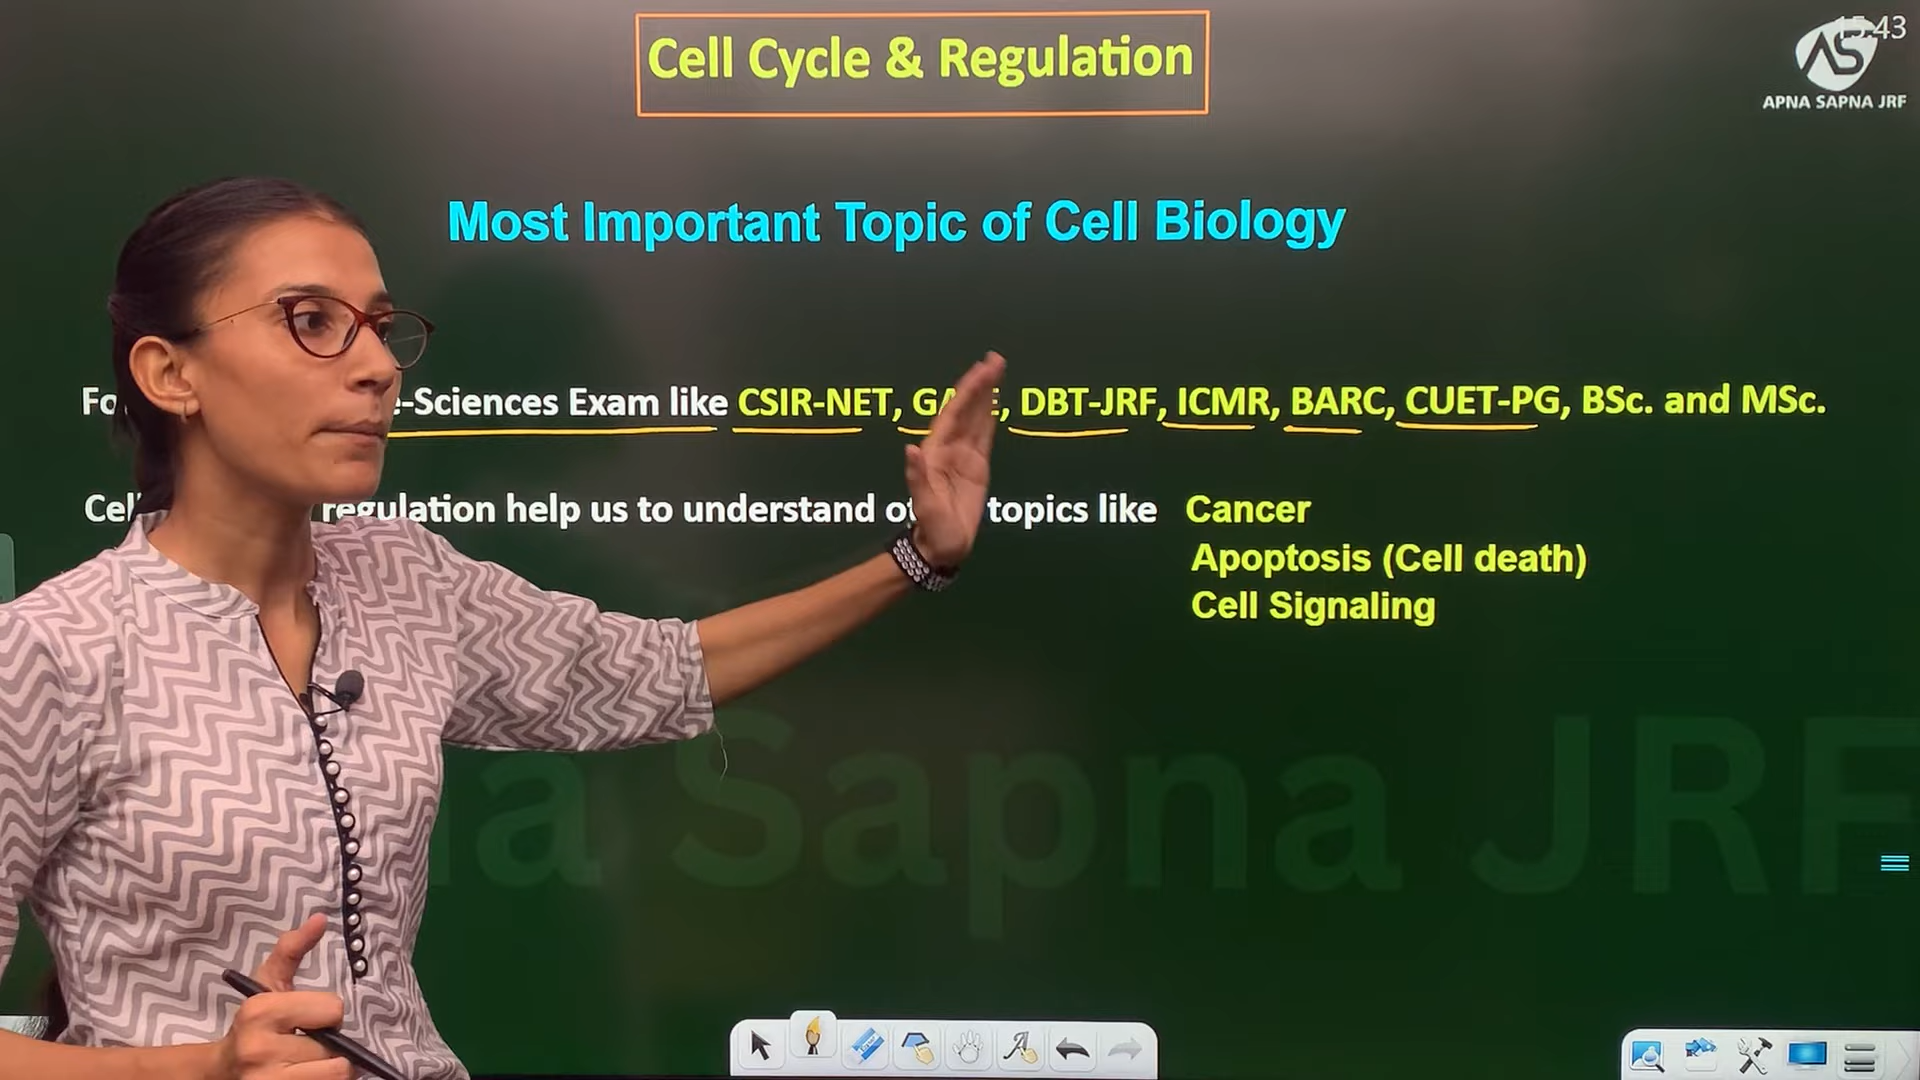 Cell Cycle & Regulation
15:43
AS
APNA SAPNA JRF
Most Important Topic of Cell Biology
-Sciences Exam like CSIR-NET, DBT-JRF, ICMR, BARC, CUET-PG, BSc. and MSc.
regulation help us to understand topics like Cancer
Apoptosis (Cell death)
Cell Signaling
Sapna JRF